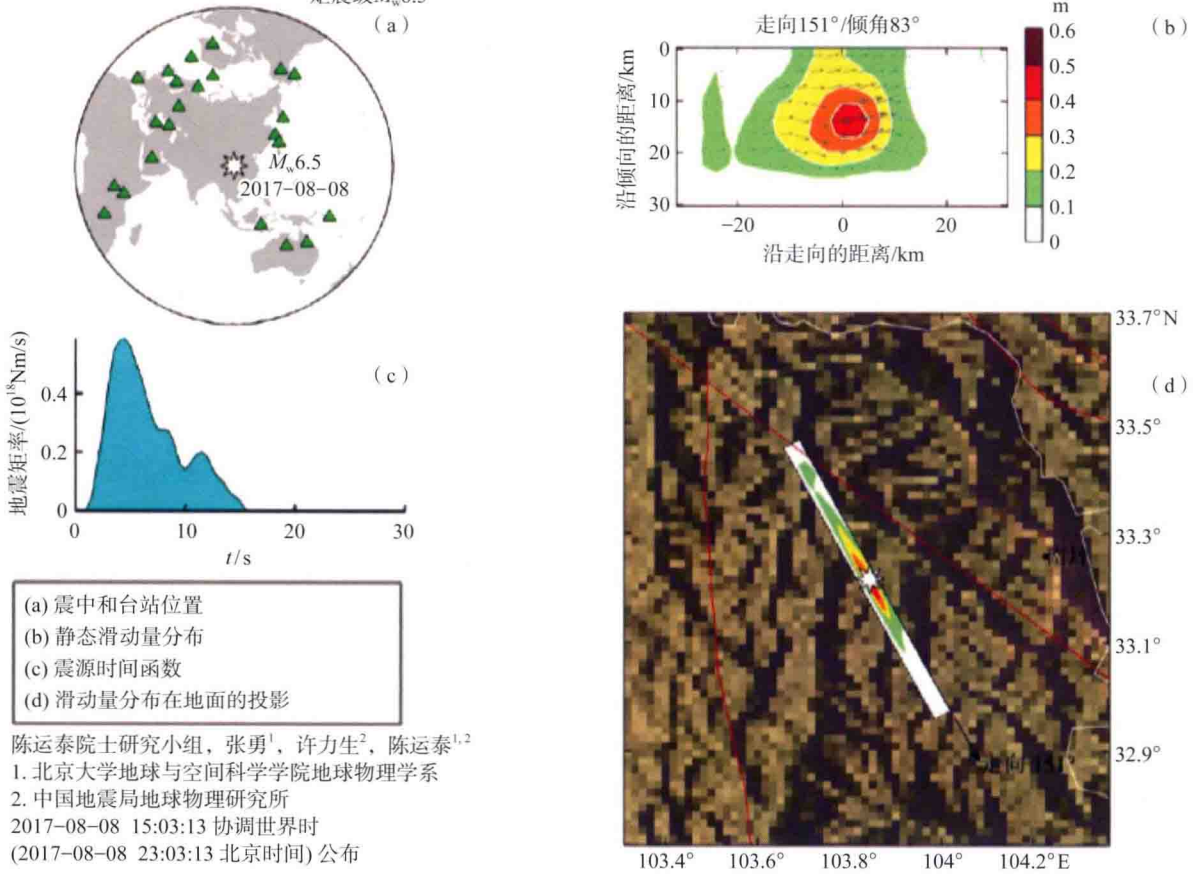 (a)
M_w6.5
2017-08-08
走向151°/倾角83°
m
(b)
沿倾向的距离/km
0
10
20
30
-20
0
20
沿走向的距离/km
0.6
0.5
0.4
0.3
0.2
0.1
0
(c)
地震矩率/(10¹⁸Nm/s)
0.4
0.2
0
0
10
20
30
t/s
(a) 震中和台站位置
(b) 静态滑动量分布
(c) 震源时间函数
(d) 滑动量分布在地面的投影
陈运泰院士研究小组，张勇¹，许力生²，陈运泰¹,²
1. 北京大学地球与空间科学学院地球物理学系
2. 中国地震局地球物理研究所
2017-08-08 15:03:13 协调世界时
(2017-08-08 23:03:13 北京时间) 公布
(d)
33.7°N
33.5°
33.3°
33.1°
32.9°
走向 151°
103.4°
103.6°
103.8°
104°
104.2°E